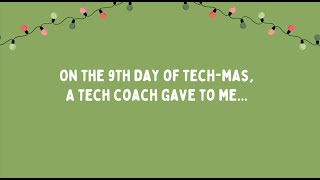 ON THE 9TH DAY OF TECH-MAS,
A TECH COACH GAVE TO ME...